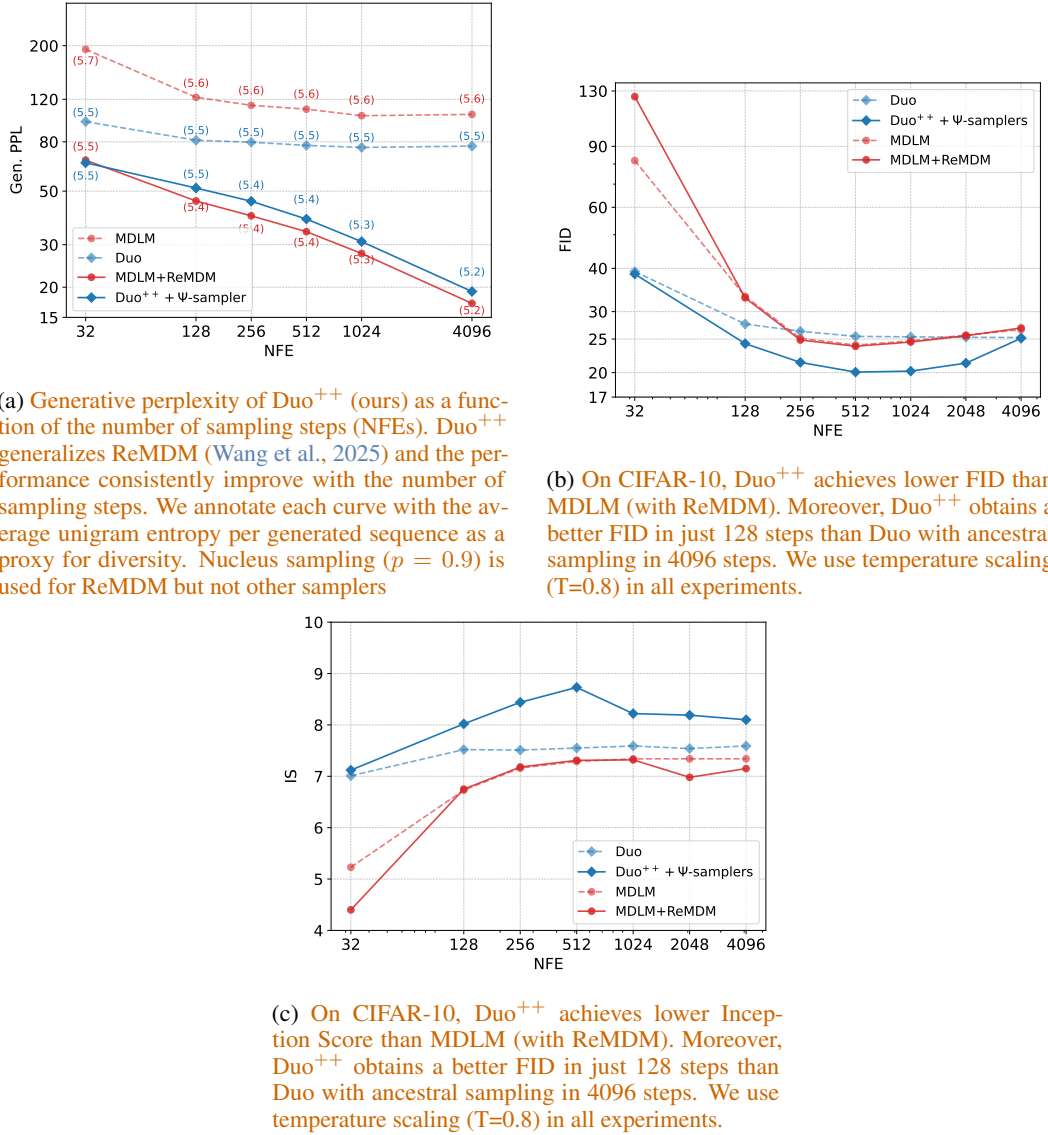 200
120
80
50
30
20
15
Gen. PPL
(5.7)
(5.6)
(5.6)
(5.6)
(5.6)
(5.6)
(5.5)
(5.5)
(5.5)
(5.5)
(5.5)
(5.5)
(5.5)
(5.5)
(5.5)
(5.4)
(5.4)
(5.3)
(5.2)
(5.4)
(5.4)
(5.3)
(5.2)
MDLM
Duo
MDLM+ReMDM
Duo++ + Ψ-sampler
32 128 256 512 1024 4096
NFE
(a) Generative perplexity of Duo++ (ours) as a func-
tion of the number of sampling steps (NFEs). Duo++
generalizes ReMDM (Wang et al., 2025) and the per-
formance consistently improve with the number of
sampling steps. We annotate each curve with the av-
erage unigram entropy per generated sequence as a
proxy for diversity. Nucleus sampling (p = 0.9) is
used for ReMDM but not other samplers
130
90
60
40
30
25
20
17
FID
Duo
Duo++ + Ψ-samplers
MDLM
MDLM+ReMDM
32 128 256 512 1024 2048 4096
NFE
(b) On CIFAR-10, Duo++ achieves lower FID than
MDLM (with ReMDM). Moreover, Duo++ obtains a
better FID in just 128 steps than Duo with ancestral
sampling in 4096 steps. We use temperature scaling
(T=0.8) in all experiments.
10
9
8
7
6
5
4
IS
Duo
Duo++ + Ψ-samplers
MDLM
MDLM+ReMDM
32 128 256 512 1024 2048 4096
NFE
(c) On CIFAR-10, Duo++ achieves lower Incep-
tion Score than MDLM (with ReMDM). Moreover,
Duo++ obtains a better FID in just 128 steps than
Duo with ancestral sampling in 4096 steps. We use
temperature scaling (T=0.8) in all experiments.